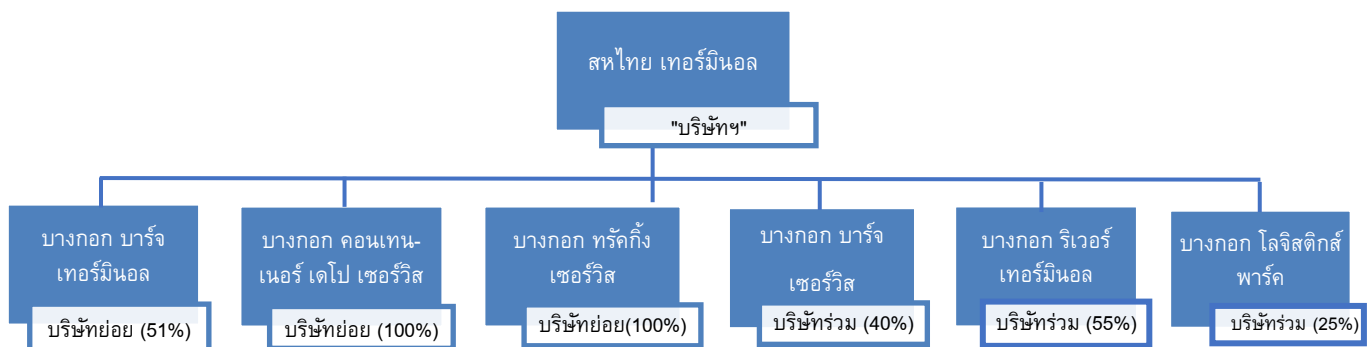 สหไทย เทอร์มินอล
"บริษัทฯ"
บางกอก บาร์จ
เทอร์มินอล
บริษัทย่อย (51%)
บางกอก คอนเทน-
เนอร์ เดโป เซอร์วิส
บริษัทย่อย (100%)
บางกอก ทรัคกิ้ง
เซอร์วิส
บริษัทย่อย(100%)
บางกอก บาร์จ
เซอร์วิส
บริษัทร่วม (40%)
บางกอก ริเวอร์
เทอร์มินอล
บริษัทร่วม (55%)
บางกอก โลจิสติกส์
พาร์ค
บริษัทร่วม (25%)